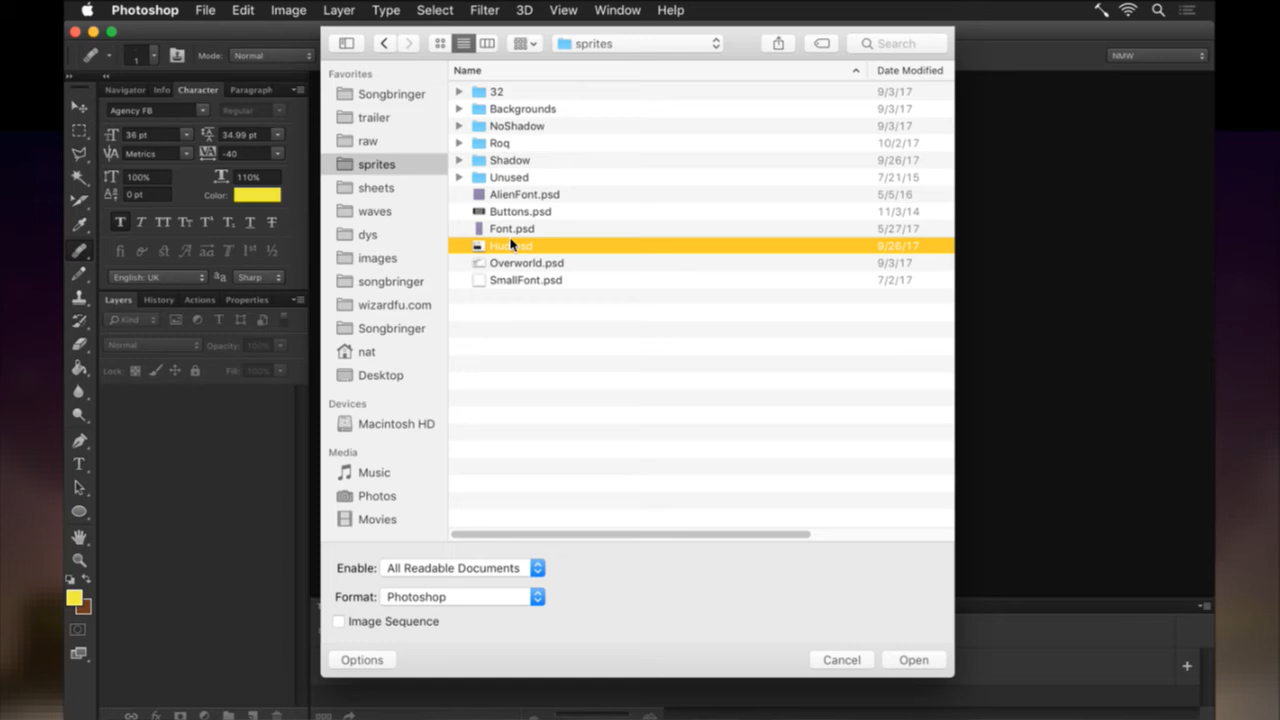 Photoshop File Edit Image Layer Type Select Filter 3D View Window Help
1 Mode: Normal
sprites
Search
NMW
Favorites
Songbringer
trailer
raw
sprites
sheets
waves
dys
images
songbringer
wizardfu.com
Songbringer
nat
Desktop
Devices
Macintosh HD
Media
Music
Photos
Movies
Name Date Modified
32 9/3/17
Backgrounds 9/3/17
NoShadow 9/3/17
Roq 10/2/17
Shadow 9/26/17
Unused 7/21/15
AlienFont.psd 5/5/16
Buttons.psd 11/3/14
Font.psd 5/27/17
9/26/17
Overworld.psd 9/3/17
SmallFont.psd 7/2/17
Enable: All Readable Documents
Format: Photoshop
Image Sequence
Options Cancel Open
Navigator Info Character Paragraph
Agency FB Regular
36 pt 34.99 pt
Metrics -40
100% 110%
0 pt Color:
English: UK Sharp
Layers History Actions Properties
Kind
Normal Opacity: 100%
Lock: Fill: 100%